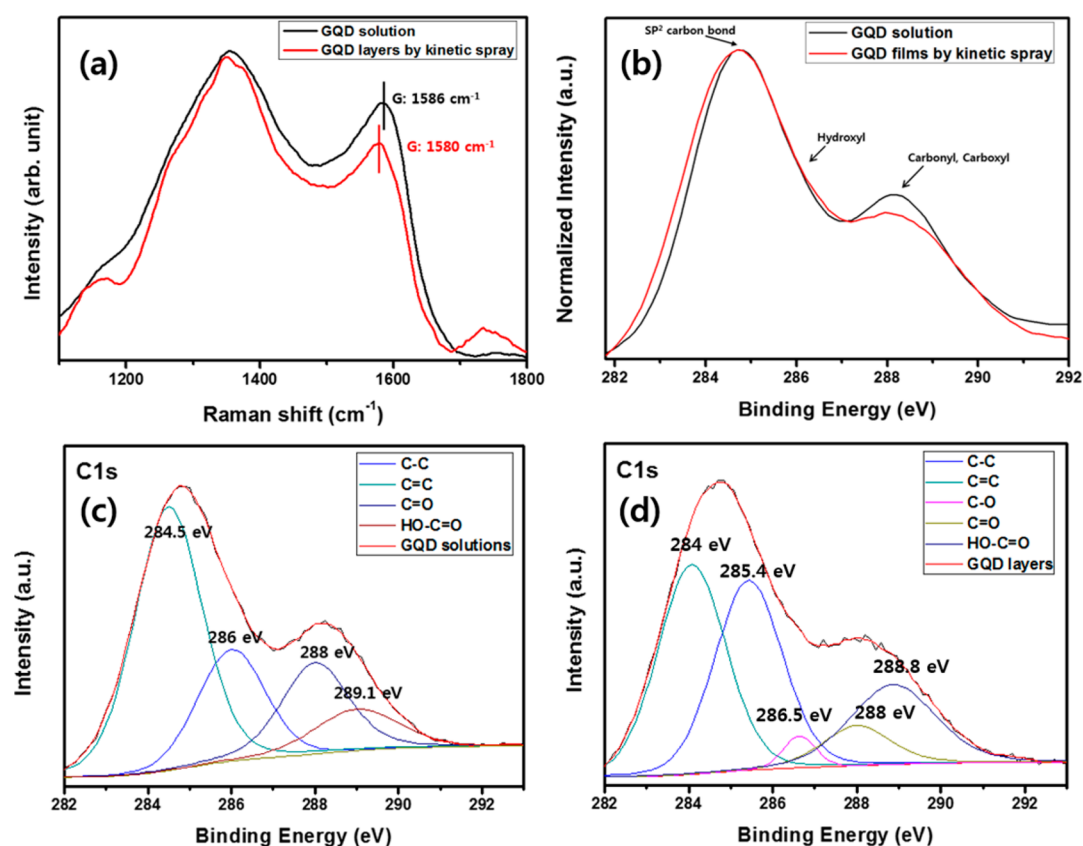 (a)
GQD solution
GQD layers by kinetic spray
G: 1586 cm⁻¹
G: 1580 cm⁻¹
Intensity (arb. unit)
1200 1400 1600 1800
Raman shift (cm⁻¹)
(b)
SP² carbon bond
GQD solution
GQD films by kinetic spray
Hydroxyl
Carbonyl, Carboxyl
Normalized Intensity (a.u.)
282 284 286 288 290 292
Binding Energy (eV)
C1s
(c)
C-C
C=C
C=O
HO-C=O
GQD solutions
284.5 eV
286 eV
288 eV
289.1 eV
Intensity (a.u.)
282 284 286 288 290 292
Binding Energy (eV)
C1s
(d)
C-C
C=C
C-O
C=O
HO-C=O
GQD layers
284 eV
285.4 eV
288.8 eV
286.5 eV
288 eV
Intensity (a.u.)
282 284 286 288 290 292
Binding Energy (eV)